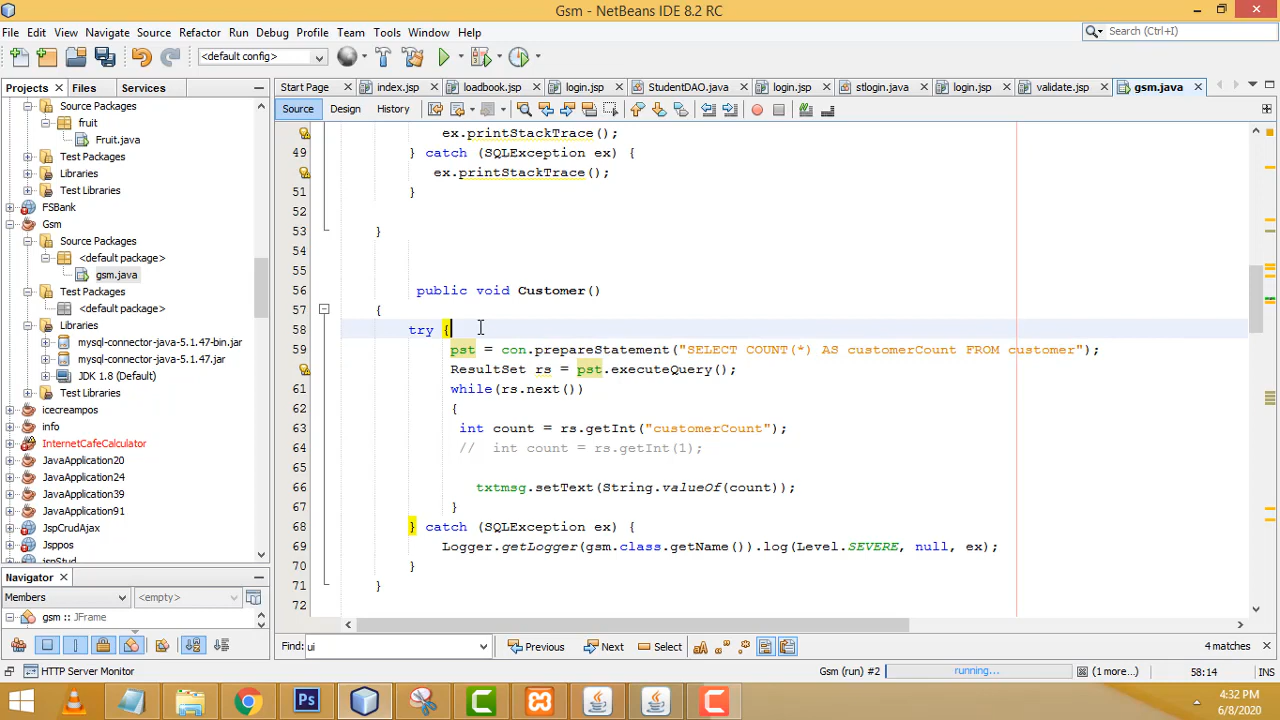 Gsm - NetBeans IDE 8.2 RC
File Edit View Navigate Source Refactor Run Debug Profile Team Tools Window Help
Search (Ctrl+I)
<default config>
Projects Files Services
Start Page index.jsp loadbook.jsp login.jsp StudentDAO.java login.jsp stlogin.java login.jsp validate.jsp gsm.java
Source Design History
Source Packages
fruit
Fruit.java
Test Packages
Libraries
Test Libraries
FSBank
Gsm
Source Packages
<default package>
gsm.java
Test Packages
<default package>
Libraries
mysql-connector-java-5.1.47-bin.jar
mysql-connector-java-5.1.47.jar
JDK 1.8 (Default)
Test Libraries
icecreampos
info
InternetCafeCalculator
JavaApplication20
JavaApplication24
JavaApplication39
JavaApplication91
JspCrudAjax
Jsppos
ex.printStackTrace();
49 } catch (SQLException ex) {
ex.printStackTrace();
51 }
52
53 }
54
55
56 public void Customer()
57 {
58 try {
59 pst = con.prepareStatement("SELECT COUNT(*) AS customerCount FROM customer");
ResultSet rs = pst.executeQuery();
61 while(rs.next())
62 {
63 int count = rs.getInt("customerCount");
64 // int count = rs.getInt(1);
65
66 txtmsg.setText(String.valueOf(count));
67 }
68 } catch (SQLException ex) {
69 Logger.getLogger(gsm.class.getName()).log(Level.SEVERE, null, ex);
70 }
71 }
72
Navigator
Members <empty>
gsm :: JFrame
Find: ui Previous Next Select 4 matches
HTTP Server Monitor
Gsm (run) #2 running... (1 more...) 58:14 INS
Ps
4:32 PM
6/8/2020